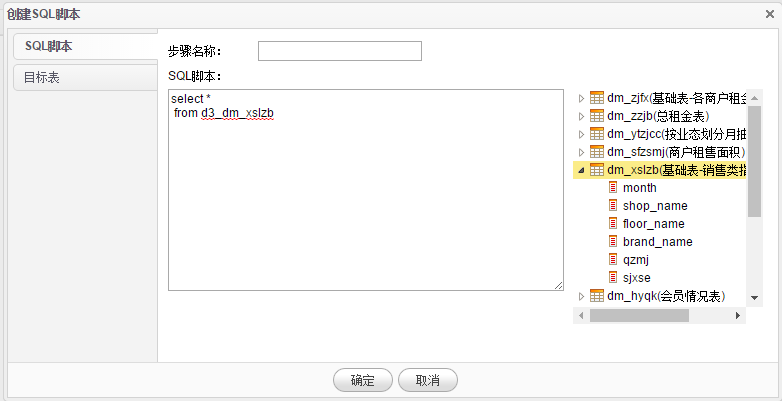 创建SQL脚本
SQL脚本
目标表
步骤名称：
SQL脚本：
select *
from d3_dm_xslzb
dm_zjfx(基础表-各商户租金
dm_zzjb(总租金表)
dm_ytzjcc(按业态划分月抽
dm_sfzsmj(商户租售面积)
dm_xslzb(基础表-销售类指
month
shop_name
floor_name
brand_name
qzmj
sjxse
dm_hyqk(会员情况表)
确定
取消